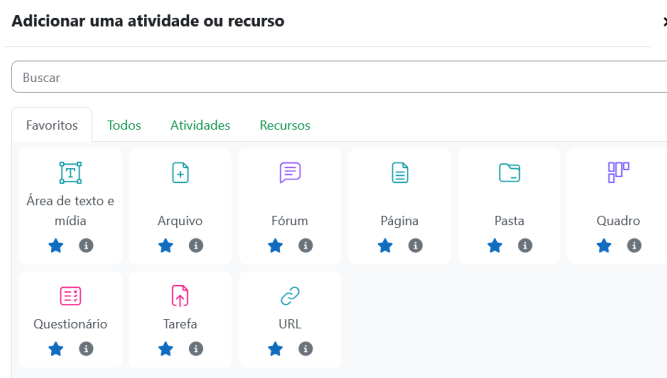 Adicionar uma atividade ou recurso
Buscar
Favoritos Todos Atividades Recursos
Área de texto e
mídia Arquivo Fórum Página Pasta Quadro
Questionário Tarefa URL